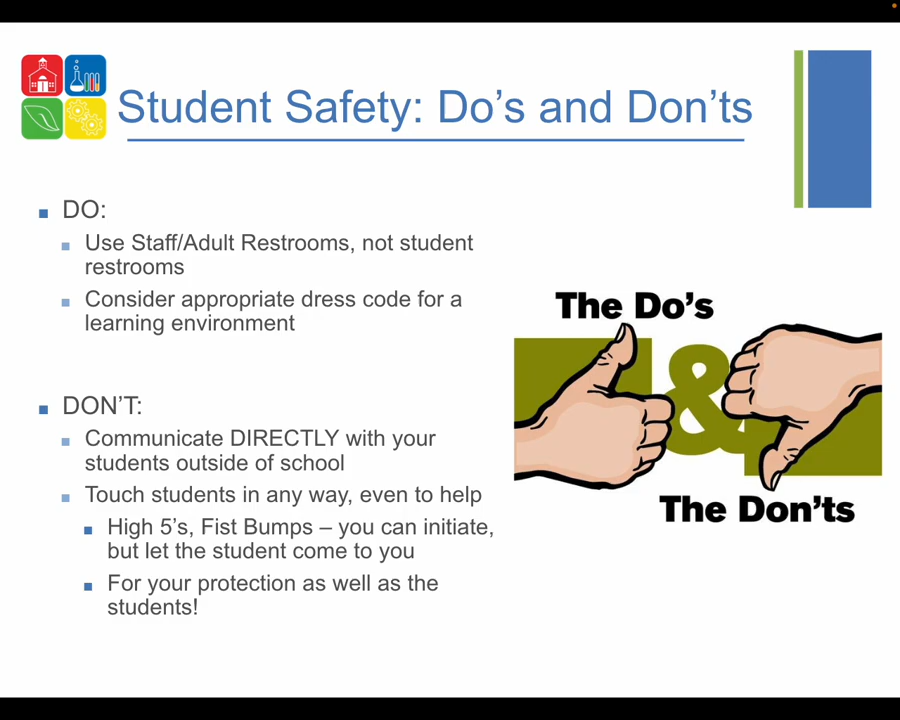 Student Safety: Do's and Don'ts
DO:
Use Staff/Adult Restrooms, not student
restrooms
Consider appropriate dress code for a
learning environment
DON'T:
Communicate DIRECTLY with your
students outside of school
Touch students in any way, even to help
High 5's, Fist Bumps – you can initiate,
but let the student come to you
For your protection as well as the
students!
The Do's
&
The Don'ts